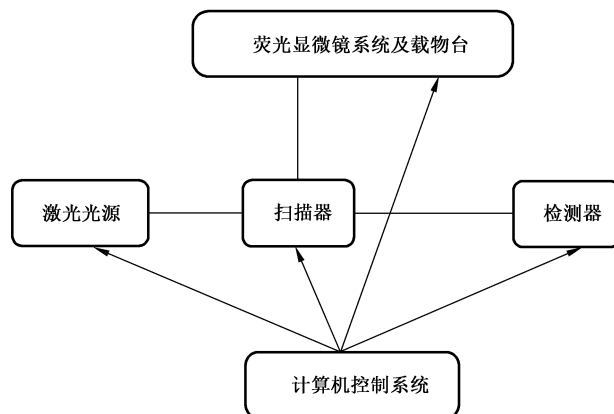 荧光显微镜系统及载物台
激光光源
扫描器
检测器
计算机控制系统